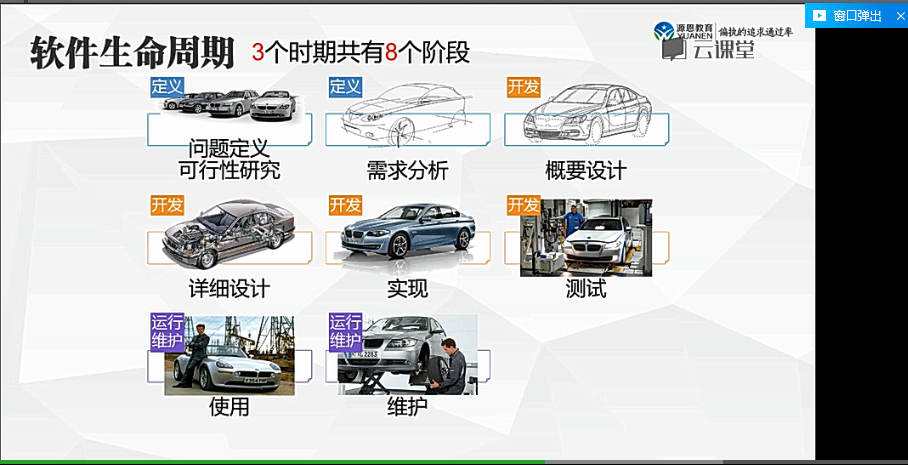 窗口弹出
软件生命周期 3个时期共有8个阶段
源恩教育
YUANEN
偏执的追求通过率
云课堂
定义
问题定义
可行性研究
定义
需求分析
开发
概要设计
开发
详细设计
开发
实现
开发
测试
运行
维护
使用
运行
维护
维护